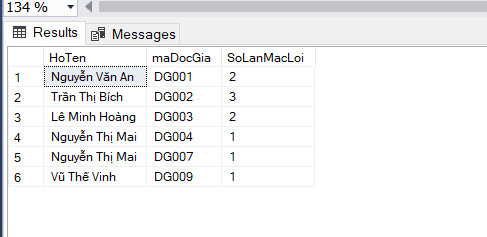 134 %
Results Messages
HoTen maDocGia SoLanMacLoi
1 Nguyễn Văn An DG001 2
2 Trần Thị Bích DG002 3
3 Lê Minh Hoàng DG003 2
4 Nguyễn Thị Mai DG004 1
5 Nguyễn Thị Mai DG007 1
6 Vũ Thế Vinh DG009 1